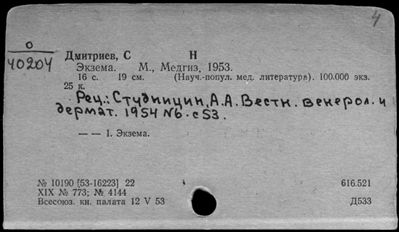 4
О
40204
Дмитриев, С Н
Экзема. М., Медгиз, 1953.
16 с. 19 см. (Науч.-попул. мед. литература). 100.000 экз.
25 к.
Рец.: Студницин, А.А. Вестн. венерол. и
дермат. 1954 №6. с 53.
— — 1. Экзема.
№ 10190 [53-16223] 22 616.521
XIX № 773; № 4144
Всесоюз. кн. палата 12 V 53 Д533